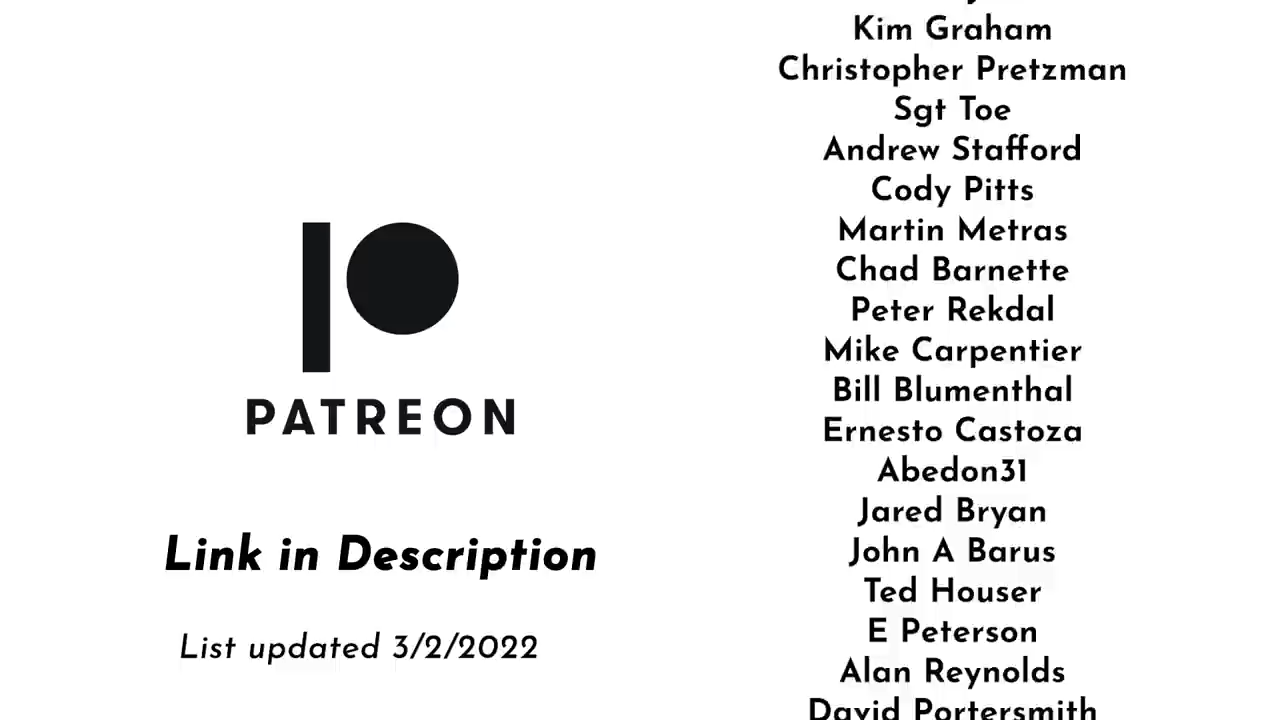 PATREON
Link in Description
List updated 3/2/2022
Kim Graham
Christopher Pretzman
Sgt Toe
Andrew Stafford
Cody Pitts
Martin Metras
Chad Barnette
Peter Rekdal
Mike Carpentier
Bill Blumenthal
Ernesto Castoza
Abedon31
Jared Bryan
John A Barus
Ted Houser
E Peterson
Alan Reynolds
David Portersmith